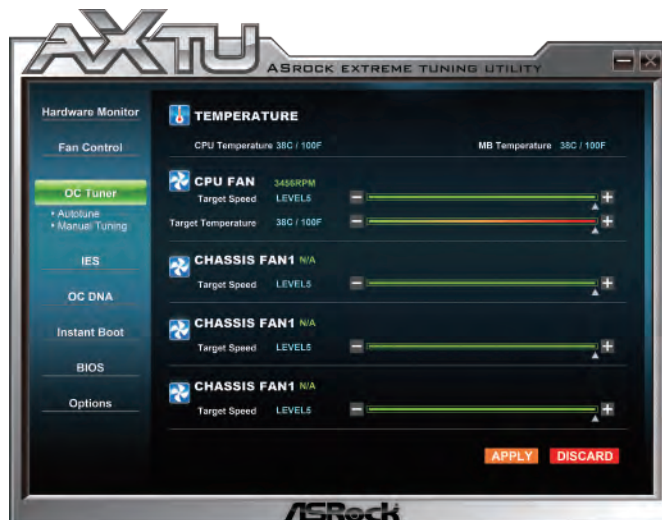 AXTU
ASROCK EXTREME TUNING UTILITY
Hardware Monitor
Fan Control
OC Tuner
• Autotune
• Manual Tuning
IES
OC DNA
Instant Boot
BIOS
Options
TEMPERATURE
CPU Temperature 38C / 100F MB Temperature 38C / 100F
CPU FAN 3456RPM
Target Speed LEVEL5
Target Temperature 38C / 100F
CHASSIS FAN1 N/A
Target Speed LEVEL5
CHASSIS FAN1 N/A
Target Speed LEVEL5
CHASSIS FAN1 N/A
Target Speed LEVEL5
APPLY DISCARD
ASRock